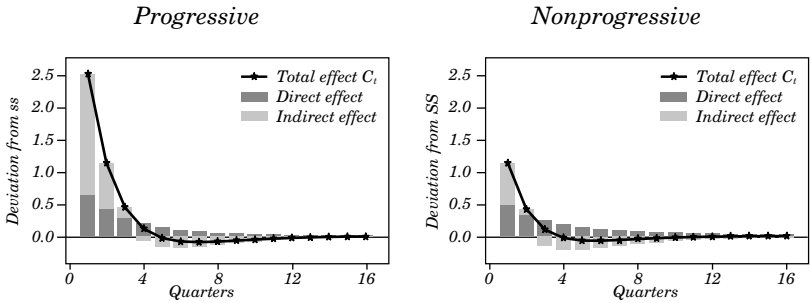 Progressive
Nonprogressive
Deviation from ss
2.5
2.0
1.5
1.0
0.5
0.0
Total effect Cₜ
Direct effect
Indirect effect
0
4
8
12
16
Quarters
Deviation from SS
2.5
2.0
1.5
1.0
0.5
0.0
Total effect Cₜ
Direct effect
Indirect effect
0
4
8
12
16
Quarters